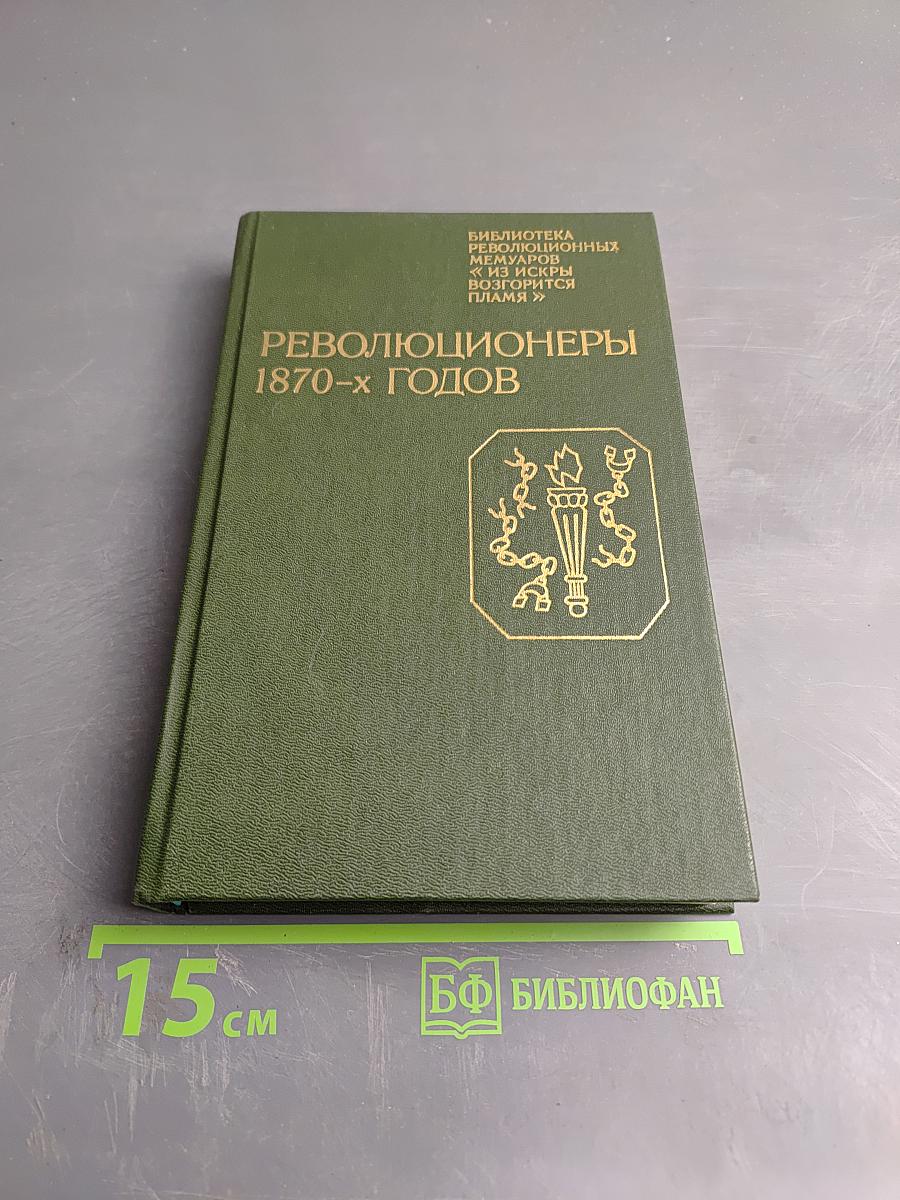 БИБЛИОТЕКА
РЕВОЛЮЦИОННЫХ
МЕМУАРОВ
« ИЗ ИСКРЫ
ВОЗГОРИТСЯ
ПЛАМЯ »
РЕВОЛЮЦИОНЕРЫ
1870-х ГОДОВ
15 см
БФ БИБЛИОФАН